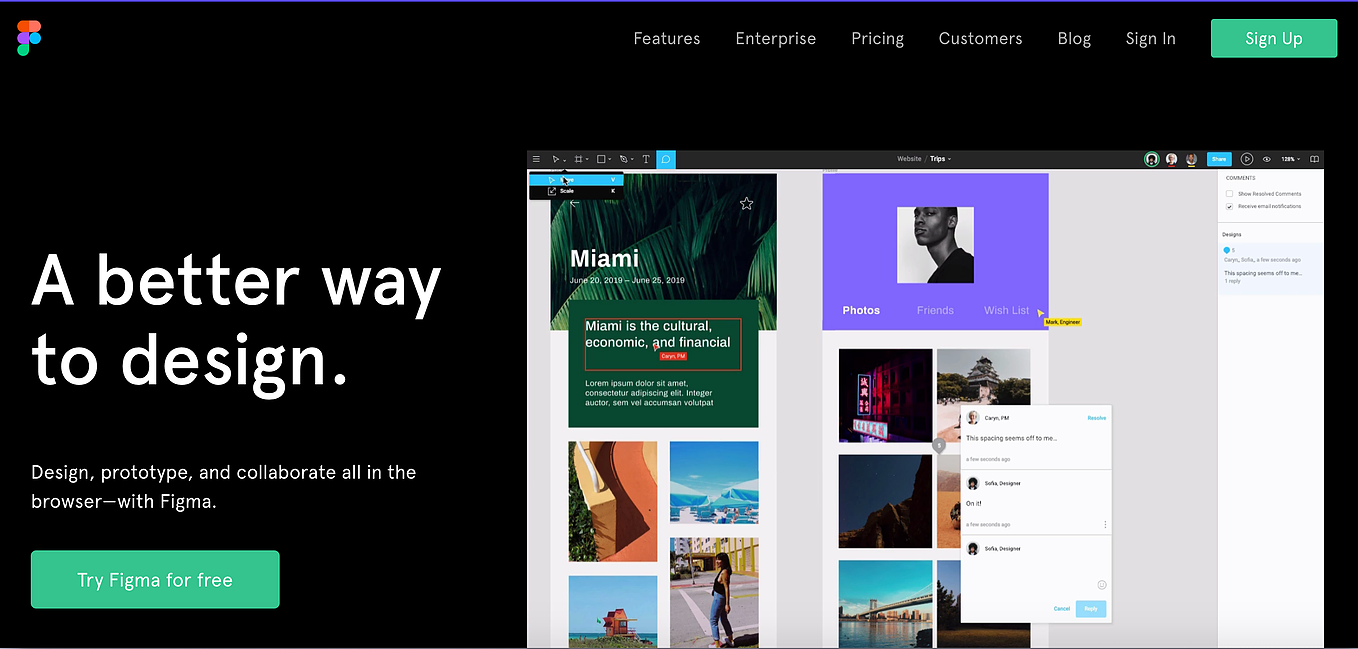 Features Enterprise Pricing Customers Blog Sign In Sign Up
A better way
to design.
Design, prototype, and collaborate all in the
browser—with Figma.
Try Figma for free
T
Website / Trips
Share
128%
V
Scale K
Miami
June 20, 2019 – June 25, 2019
Miami is the cultural,
economic, and financial
Caryn, PM
Lorem ipsum dolor sit amet,
consectetur adipiscing elit. Integer
auctor, sem vel accumsan volutpat
Photos Friends Wish List
Mark, Engineer
Caryn, PM Resolve
This spacing seems off to me...
a few seconds ago
Sofia, Designer
On it!
a few seconds ago
Sofia, Designer
Cancel Reply
COMMENTS
Show Resolved Comments
Receive email notifications
Designs
5
Caryn, Sofia, a few seconds ago
This spacing seems off to me...
1 reply